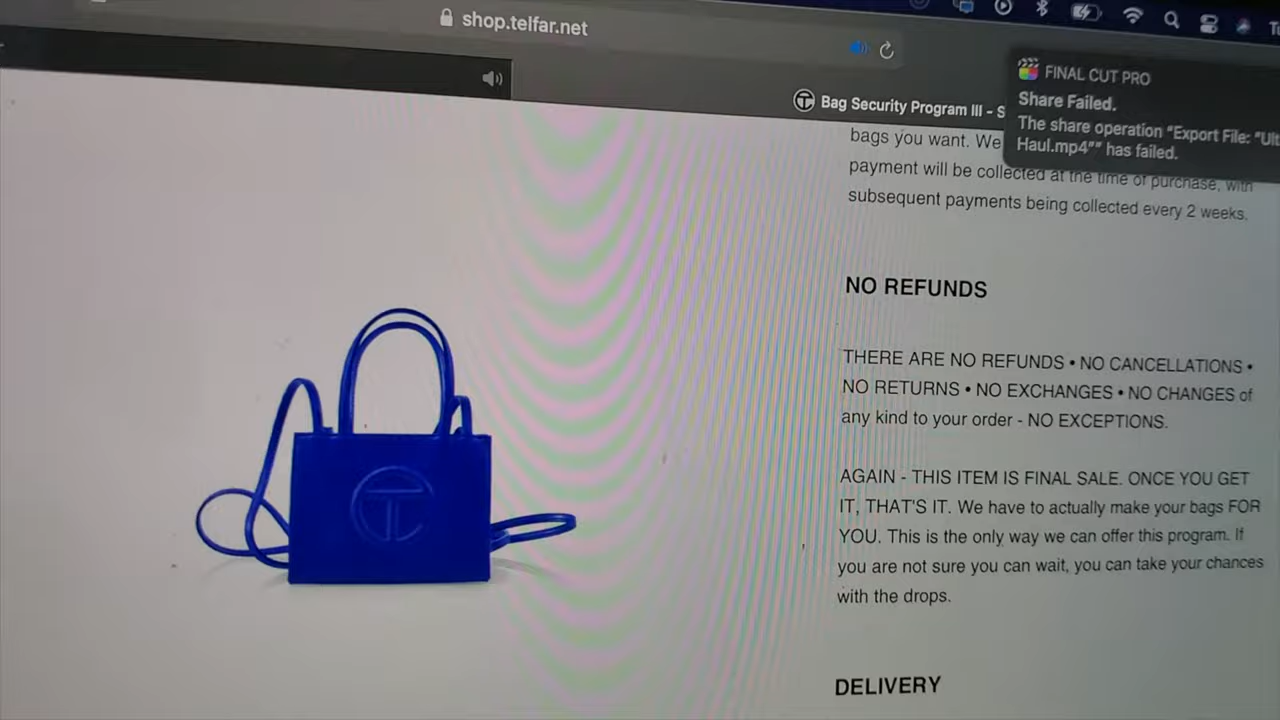 shop.telfar.net
FINAL CUT PRO
Share Failed.
The share operation “Export File: “Ult
Haul.mp4”” has failed.
Bag Security Program III - S
bags you want. We
payment will be collected at the time of purchase, with
subsequent payments being collected every 2 weeks.
NO REFUNDS
THERE ARE NO REFUNDS • NO CANCELLATIONS •
NO RETURNS • NO EXCHANGES • NO CHANGES of
any kind to your order - NO EXCEPTIONS.
AGAIN - THIS ITEM IS FINAL SALE. ONCE YOU GET
IT, THAT'S IT. We have to actually make your bags FOR
YOU. This is the only way we can offer this program. If
you are not sure you can wait, you can take your chances
with the drops.
DELIVERY